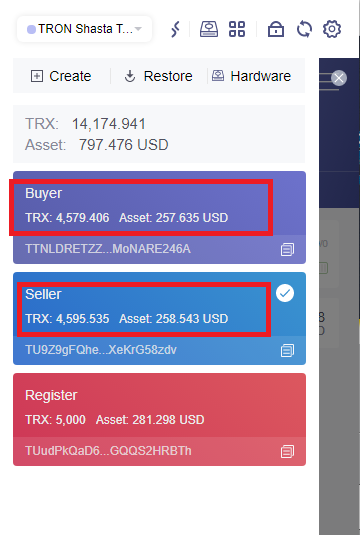 TRON Shasta T...
Create Restore Hardware
TRX: 14,174.941
Asset: 797.476 USD
Buyer
TRX: 4,579.406 Asset: 257.635 USD
TTNLDRETZZ...MoNARE246A
Seller
TRX: 4,595.535 Asset: 258.543 USD
TU9Z9gFQhe...XeKrG58zdv
Register
TRX: 5,000 Asset: 281.298 USD
TUudPkQaD6...GQQS2HRBTh